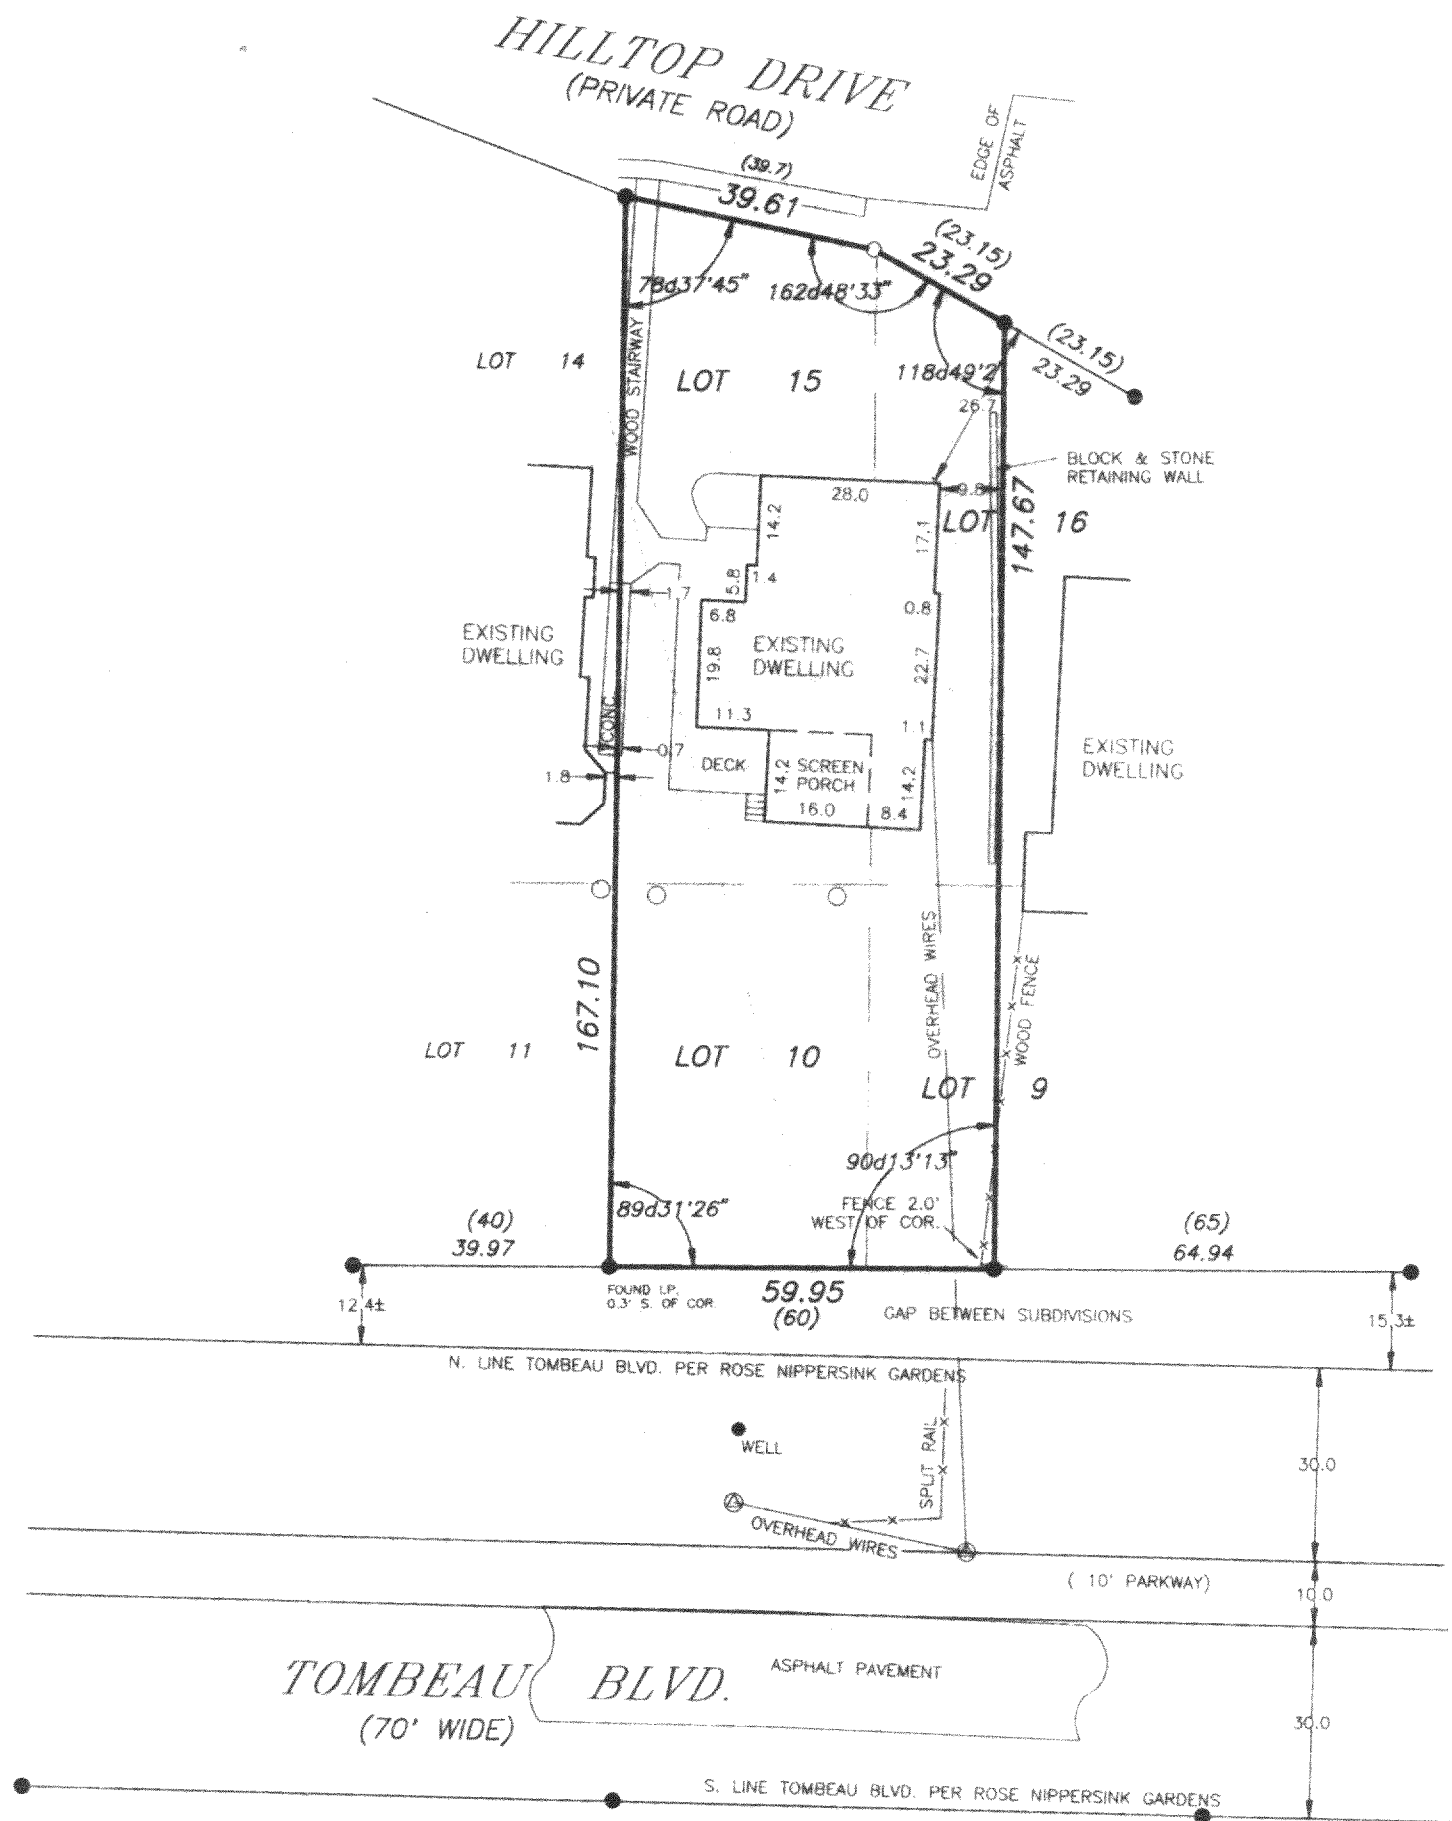 HILLTOP DRIVE
(PRIVATE ROAD)
EDGE OF
ASPHALT
(39.7)
39.61
(23.15)
23.29
78d37'45"
162d48'33"
(23.15)
23.29
118d49'2
26.7
LOT 14
WOOD STAIRWAY
LOT 15
BLOCK & STONE
RETAINING WALL
28.0
9.8
14.2
17.1
LOT 16
147.67
5.8
1.4
1.7
6.8
0.8
EXISTING
DWELLING
19.8
EXISTING
DWELLING
22.7
11.3
1.1
CONC.
0.7
1.8
DECK
14.2
SCREEN
PORCH
14.2
16.0
8.4
EXISTING
DWELLING
OVERHEAD WIRES
WOOD FENCE
167.10
LOT 11
LOT 10
LOT 9
90d13'13"
89d31'26"
FENCE 2.0'
WEST OF COR.
(40)
39.97
(65)
64.94
FOUND I.P.
0.3' S. OF COR.
59.95
(60)
12.4±
GAP BETWEEN SUBDIVISIONS
15.3±
N. LINE TOMBEAU BLVD. PER ROSE NIPPERSINK GARDENS
WELL
SPLIT RAIL
30.0
OVERHEAD WIRES
( 10' PARKWAY)
10.0
TOMBEAU BLVD.
(70' WIDE)
ASPHALT PAVEMENT
30.0
S. LINE TOMBEAU BLVD. PER ROSE NIPPERSINK GARDENS